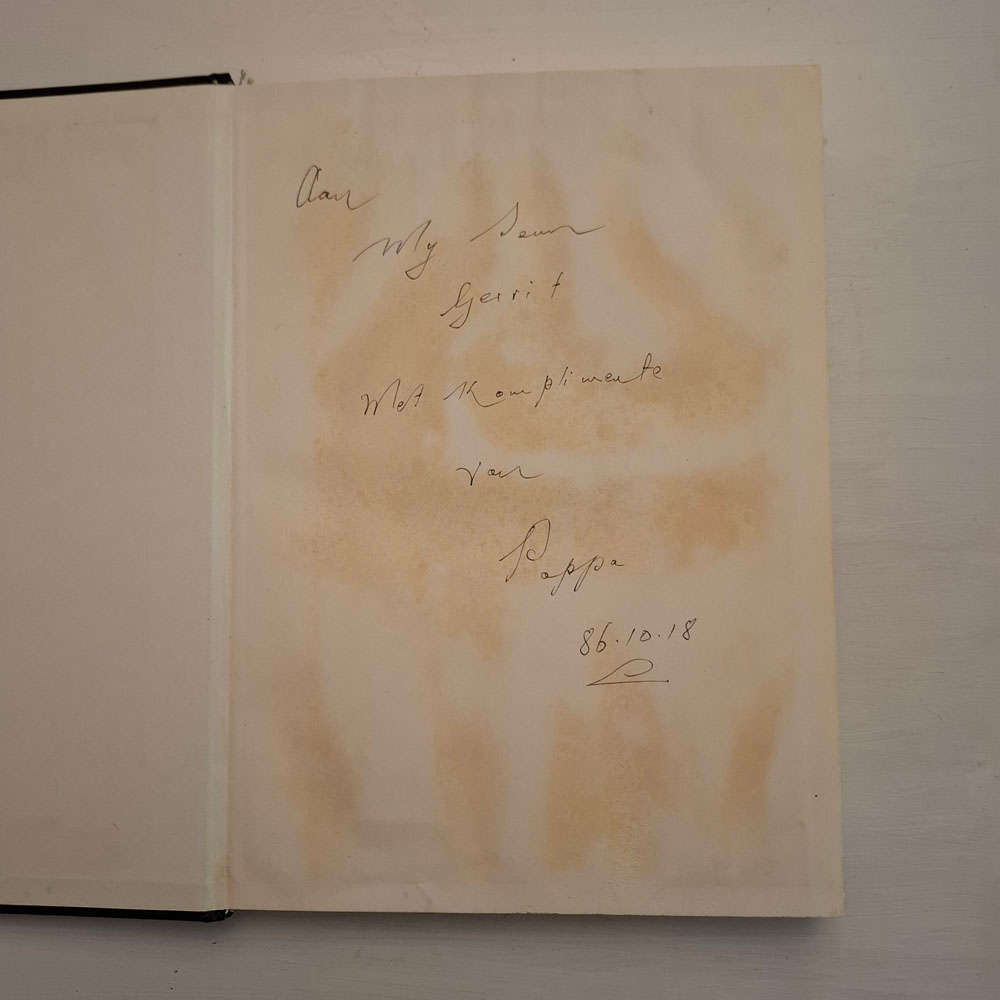 Aan
My Seun
Gerrit
Met Komplimente
van
Pappa
86.10.18